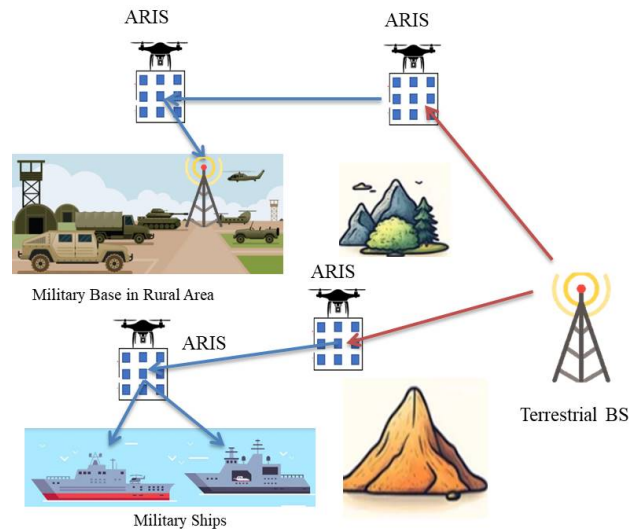 ARIS
ARIS
Military Base in Rural Area
ARIS
ARIS
Terrestrial BS
Military Ships